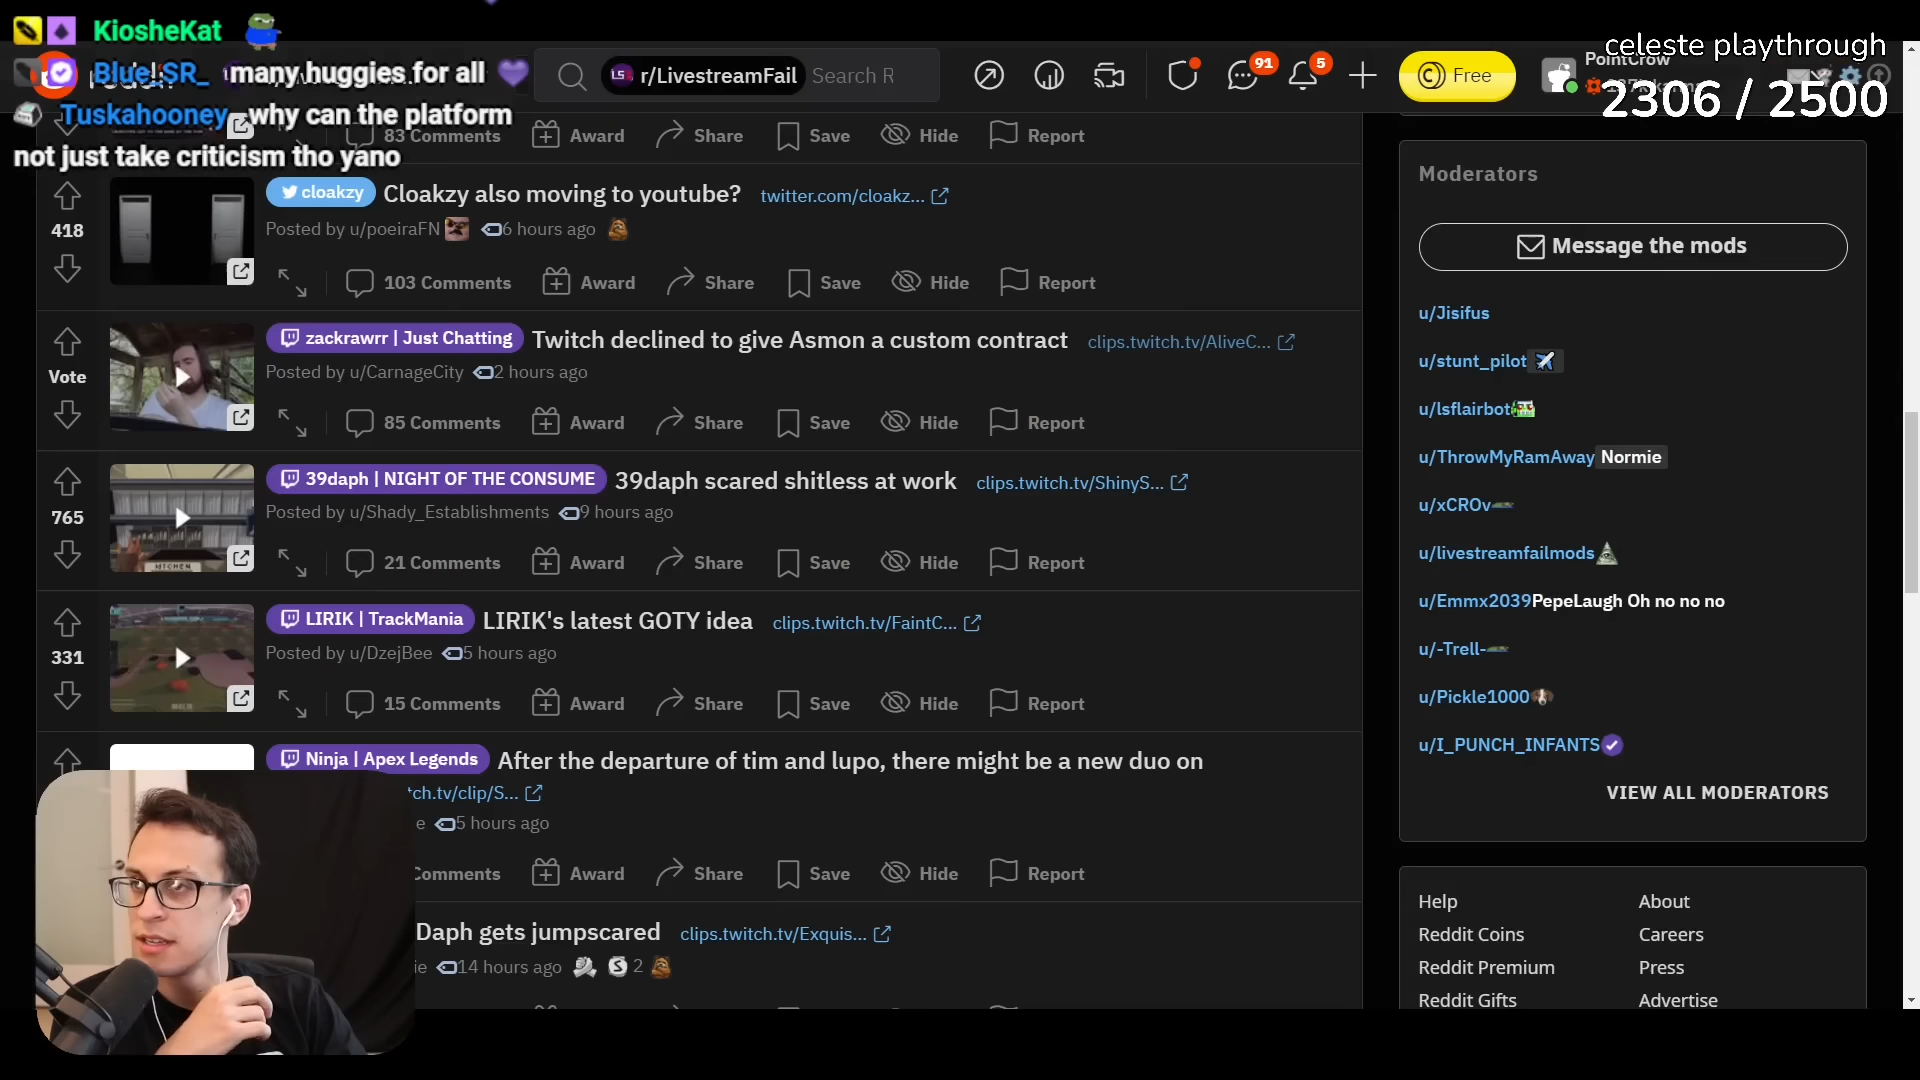 KiosheKat
Blue_SR_ many huggies for all
Tuskahooney why can the platform
not just take criticism tho yano
r/LivestreamFail
Search R
91
5
Free
PointCrow
celeste playthrough
2306 / 2500
83 Comments
Award
Share
Save
Hide
Report
418
cloakzy
Cloakzy also moving to youtube?
twitter.com/cloakz...
Posted by u/poeiraFN
6 hours ago
103 Comments
Award
Share
Save
Hide
Report
Vote
zackrawrr | Just Chatting
Twitch declined to give Asmon a custom contract
clips.twitch.tv/AliveC...
Posted by u/CarnageCity
2 hours ago
85 Comments
Award
Share
Save
Hide
Report
765
39daph | NIGHT OF THE CONSUME
39daph scared shitless at work
clips.twitch.tv/ShinyS...
Posted by u/Shady_Establishments
9 hours ago
21 Comments
Award
Share
Save
Hide
Report
331
LIRIK | TrackMania
LIRIK's latest GOTY idea
clips.twitch.tv/FaintC...
Posted by u/DzejBee
5 hours ago
15 Comments
Award
Share
Save
Hide
Report
Ninja | Apex Legends
After the departure of tim and lupo, there might be a new duo on
tch.tv/clip/S...
e
5 hours ago
Comments
Award
Share
Save
Hide
Report
Daph gets jumpscared
clips.twitch.tv/Exquis...
ie
14 hours ago
2
Moderators
Message the mods
u/Jisifus
u/stunt_pilot
u/lsflairbot
u/ThrowMyRamAway Normie
u/xCROv
u/livestreamfailmods
u/Emmx2039PepeLaugh Oh no no no
u/-Trell-
u/Pickle1000
u/I_PUNCH_INFANTS
VIEW ALL MODERATORS
Help
About
Reddit Coins
Careers
Reddit Premium
Press
Reddit Gifts
Advertise